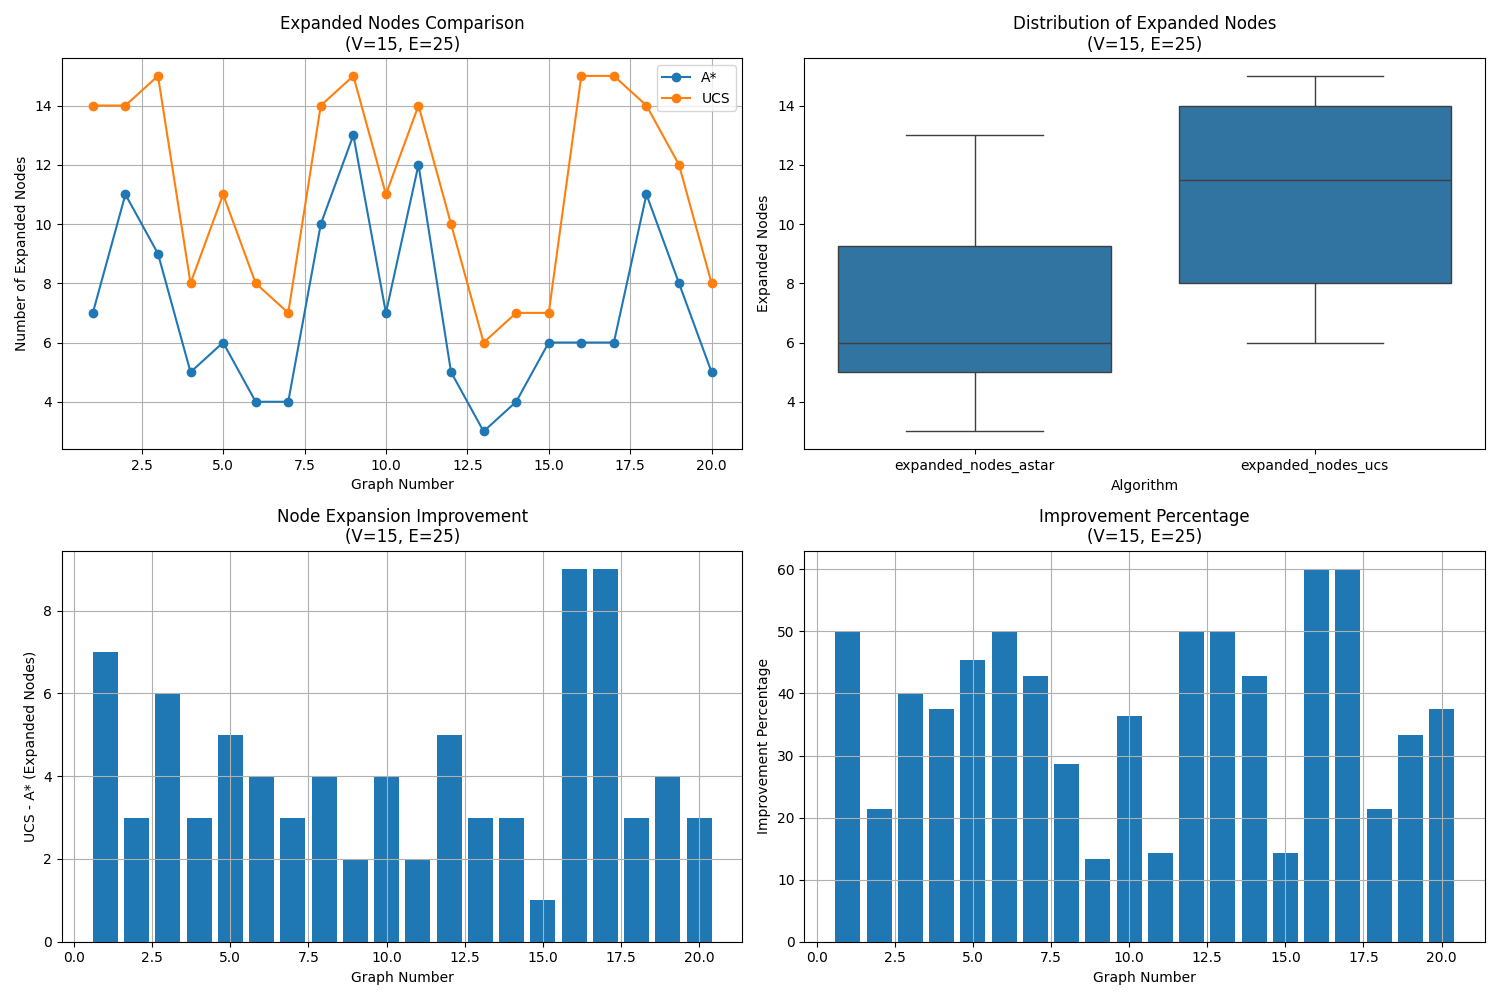 Expanded Nodes Comparison
(V=15, E=25)
Number of Expanded Nodes
14
12
10
8
6
4
A*
UCS
2.5 5.0 7.5 10.0 12.5 15.0 17.5 20.0
Graph Number
Distribution of Expanded Nodes
(V=15, E=25)
Expanded Nodes
14
12
10
8
6
4
expanded_nodes_astar expanded_nodes_ucs
Algorithm
Node Expansion Improvement
(V=15, E=25)
UCS - A* (Expanded Nodes)
8
6
4
2
0
0.0 2.5 5.0 7.5 10.0 12.5 15.0 17.5 20.0
Graph Number
Improvement Percentage
(V=15, E=25)
Improvement Percentage
60
50
40
30
20
10
0
0.0 2.5 5.0 7.5 10.0 12.5 15.0 17.5 20.0
Graph Number